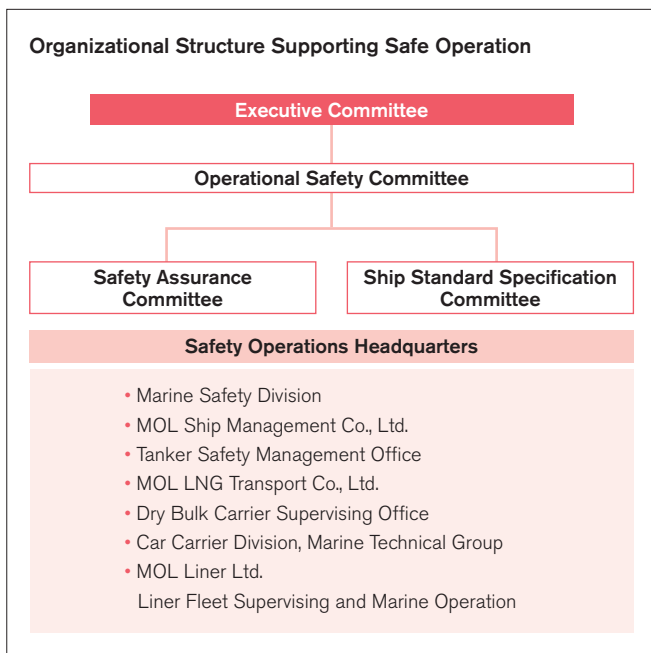 Organizational Structure Supporting Safe Operation
Executive Committee
Operational Safety Committee
Safety Assurance
Committee
Ship Standard Specification
Committee
Safety Operations Headquarters
• Marine Safety Division
• MOL Ship Management Co., Ltd.
• Tanker Safety Management Office
• MOL LNG Transport Co., Ltd.
• Dry Bulk Carrier Supervising Office
• Car Carrier Division, Marine Technical Group
• MOL Liner Ltd.
Liner Fleet Supervising and Marine Operation